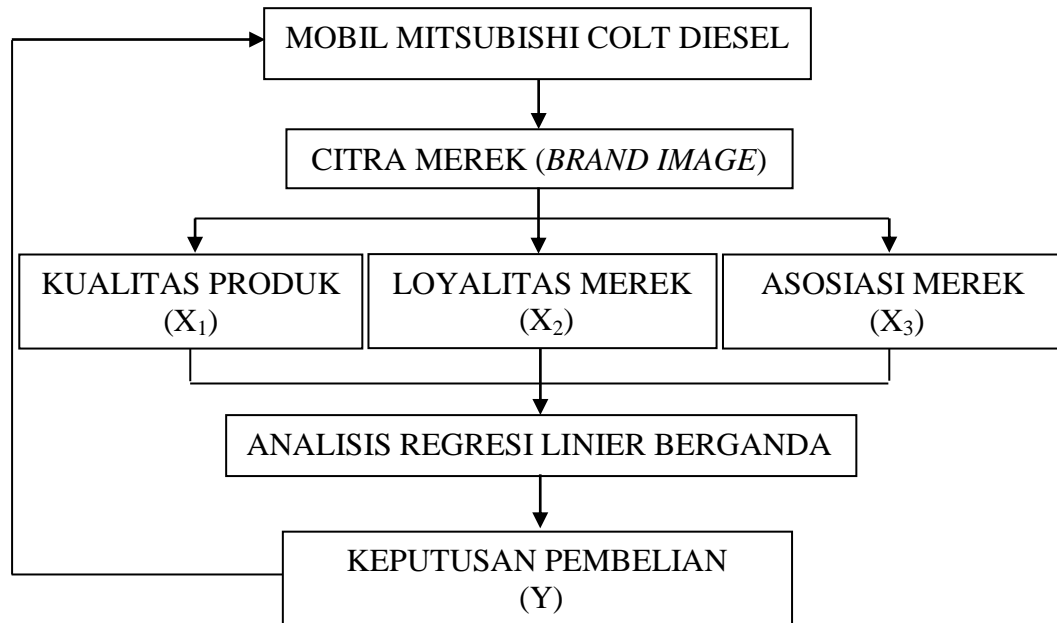 MOBIL MITSUBISHI COLT DIESEL
CITRA MEREK (BRAND IMAGE)
KUALITAS PRODUK
(X₁)
LOYALITAS MEREK
(X₂)
ASOSIASI MEREK
(X₃)
ANALISIS REGRESI LINIER BERGANDA
KEPUTUSAN PEMBELIAN
(Y)